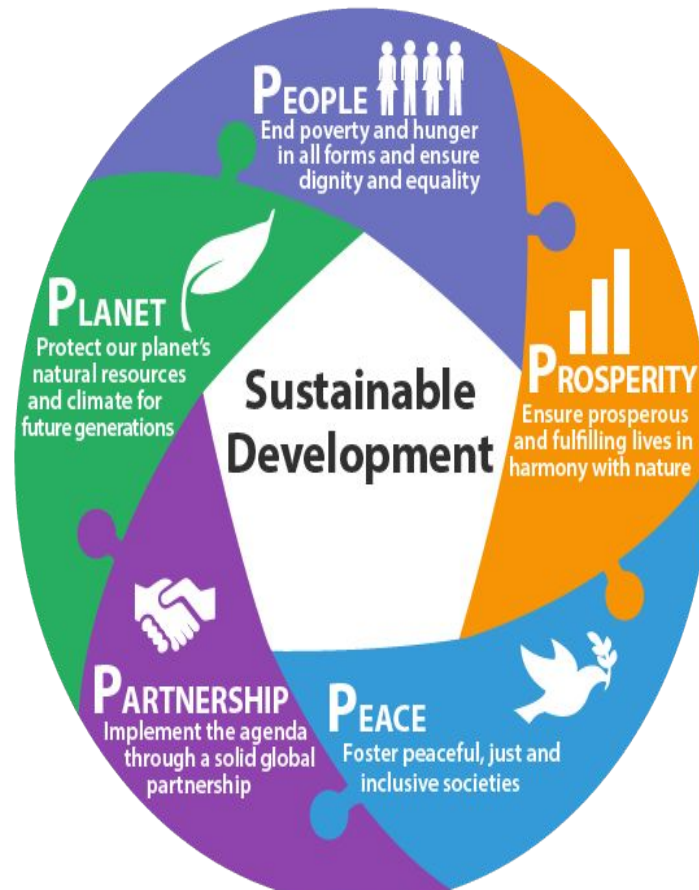 PEOPLE
End poverty and hunger
in all forms and ensure
dignity and equality
PLANET
Protect our planet's
natural resources
and climate for
future generations
Sustainable
Development
PROSPERITY
Ensure prosperous
and fulfilling lives in
harmony with nature
PARTNERSHIP
Implement the agenda
through a solid global
partnership
PEACE
Foster peaceful, just and
inclusive societies